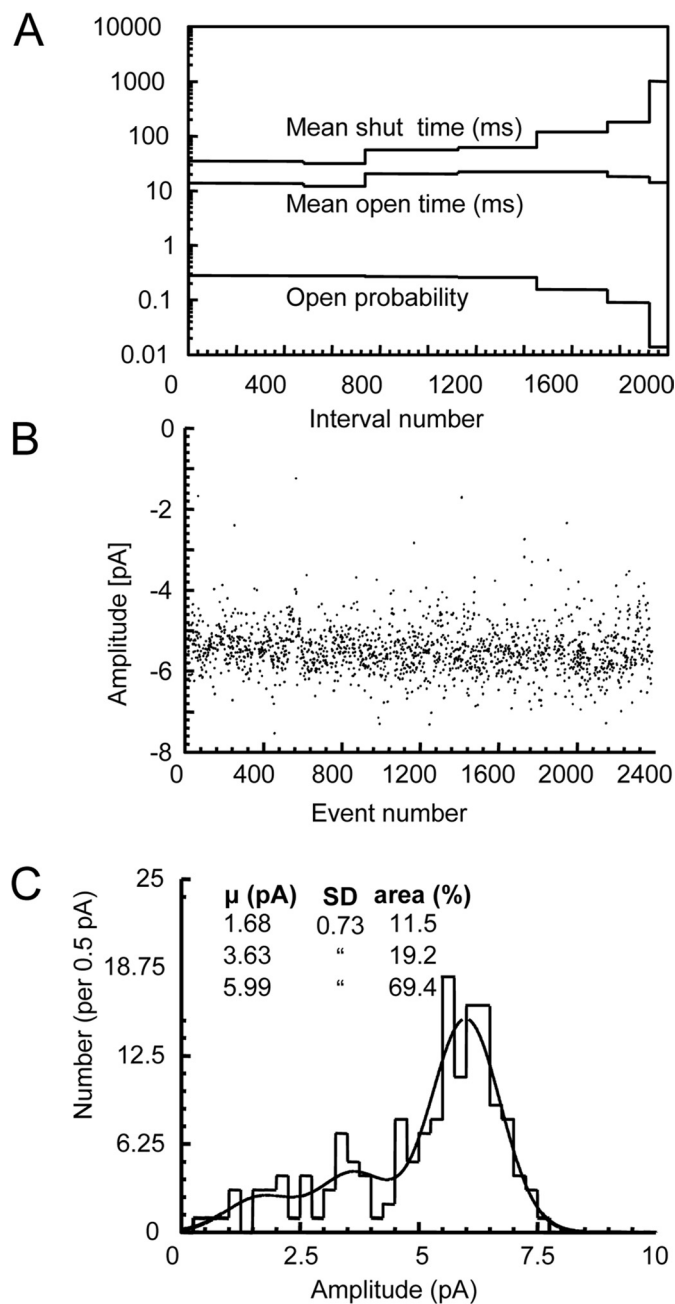 A
10000
1000
100
10
1
0.1
0.01
Mean shut time (ms)
Mean open time (ms)
Open probability
0 400 800 1200 1600 2000
Interval number
B
0
-2
-4
-6
-8
Amplitude [pA]
0 400 800 1200 1600 2000 2400
Event number
C
25
18.75
12.5
6.25
0
Number (per 0.5 pA)
µ (pA) SD area (%)
1.68 0.73 11.5
3.63 “ 19.2
5.99 “ 69.4
0 2.5 5 7.5 10
Amplitude (pA)